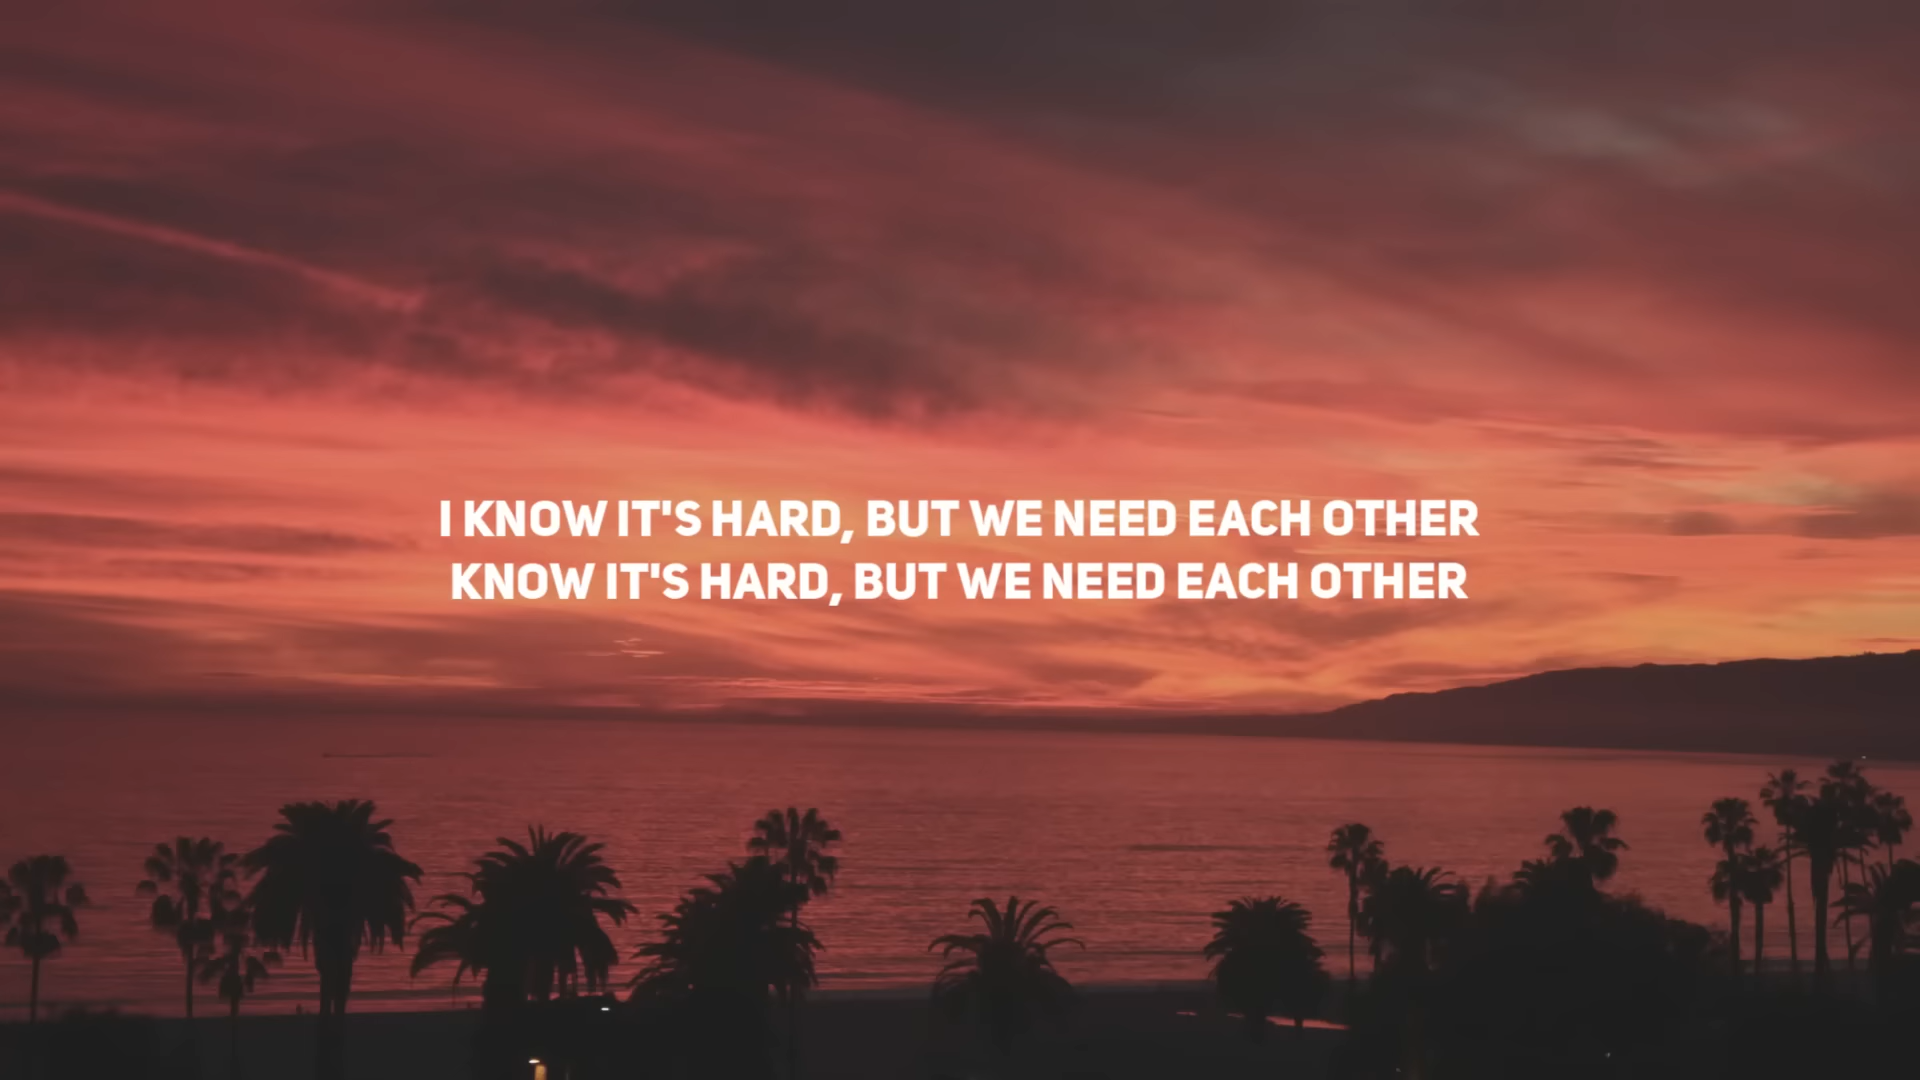 I KNOW IT'S HARD, BUT WE NEED EACH OTHER
KNOW IT'S HARD, BUT WE NEED EACH OTHER